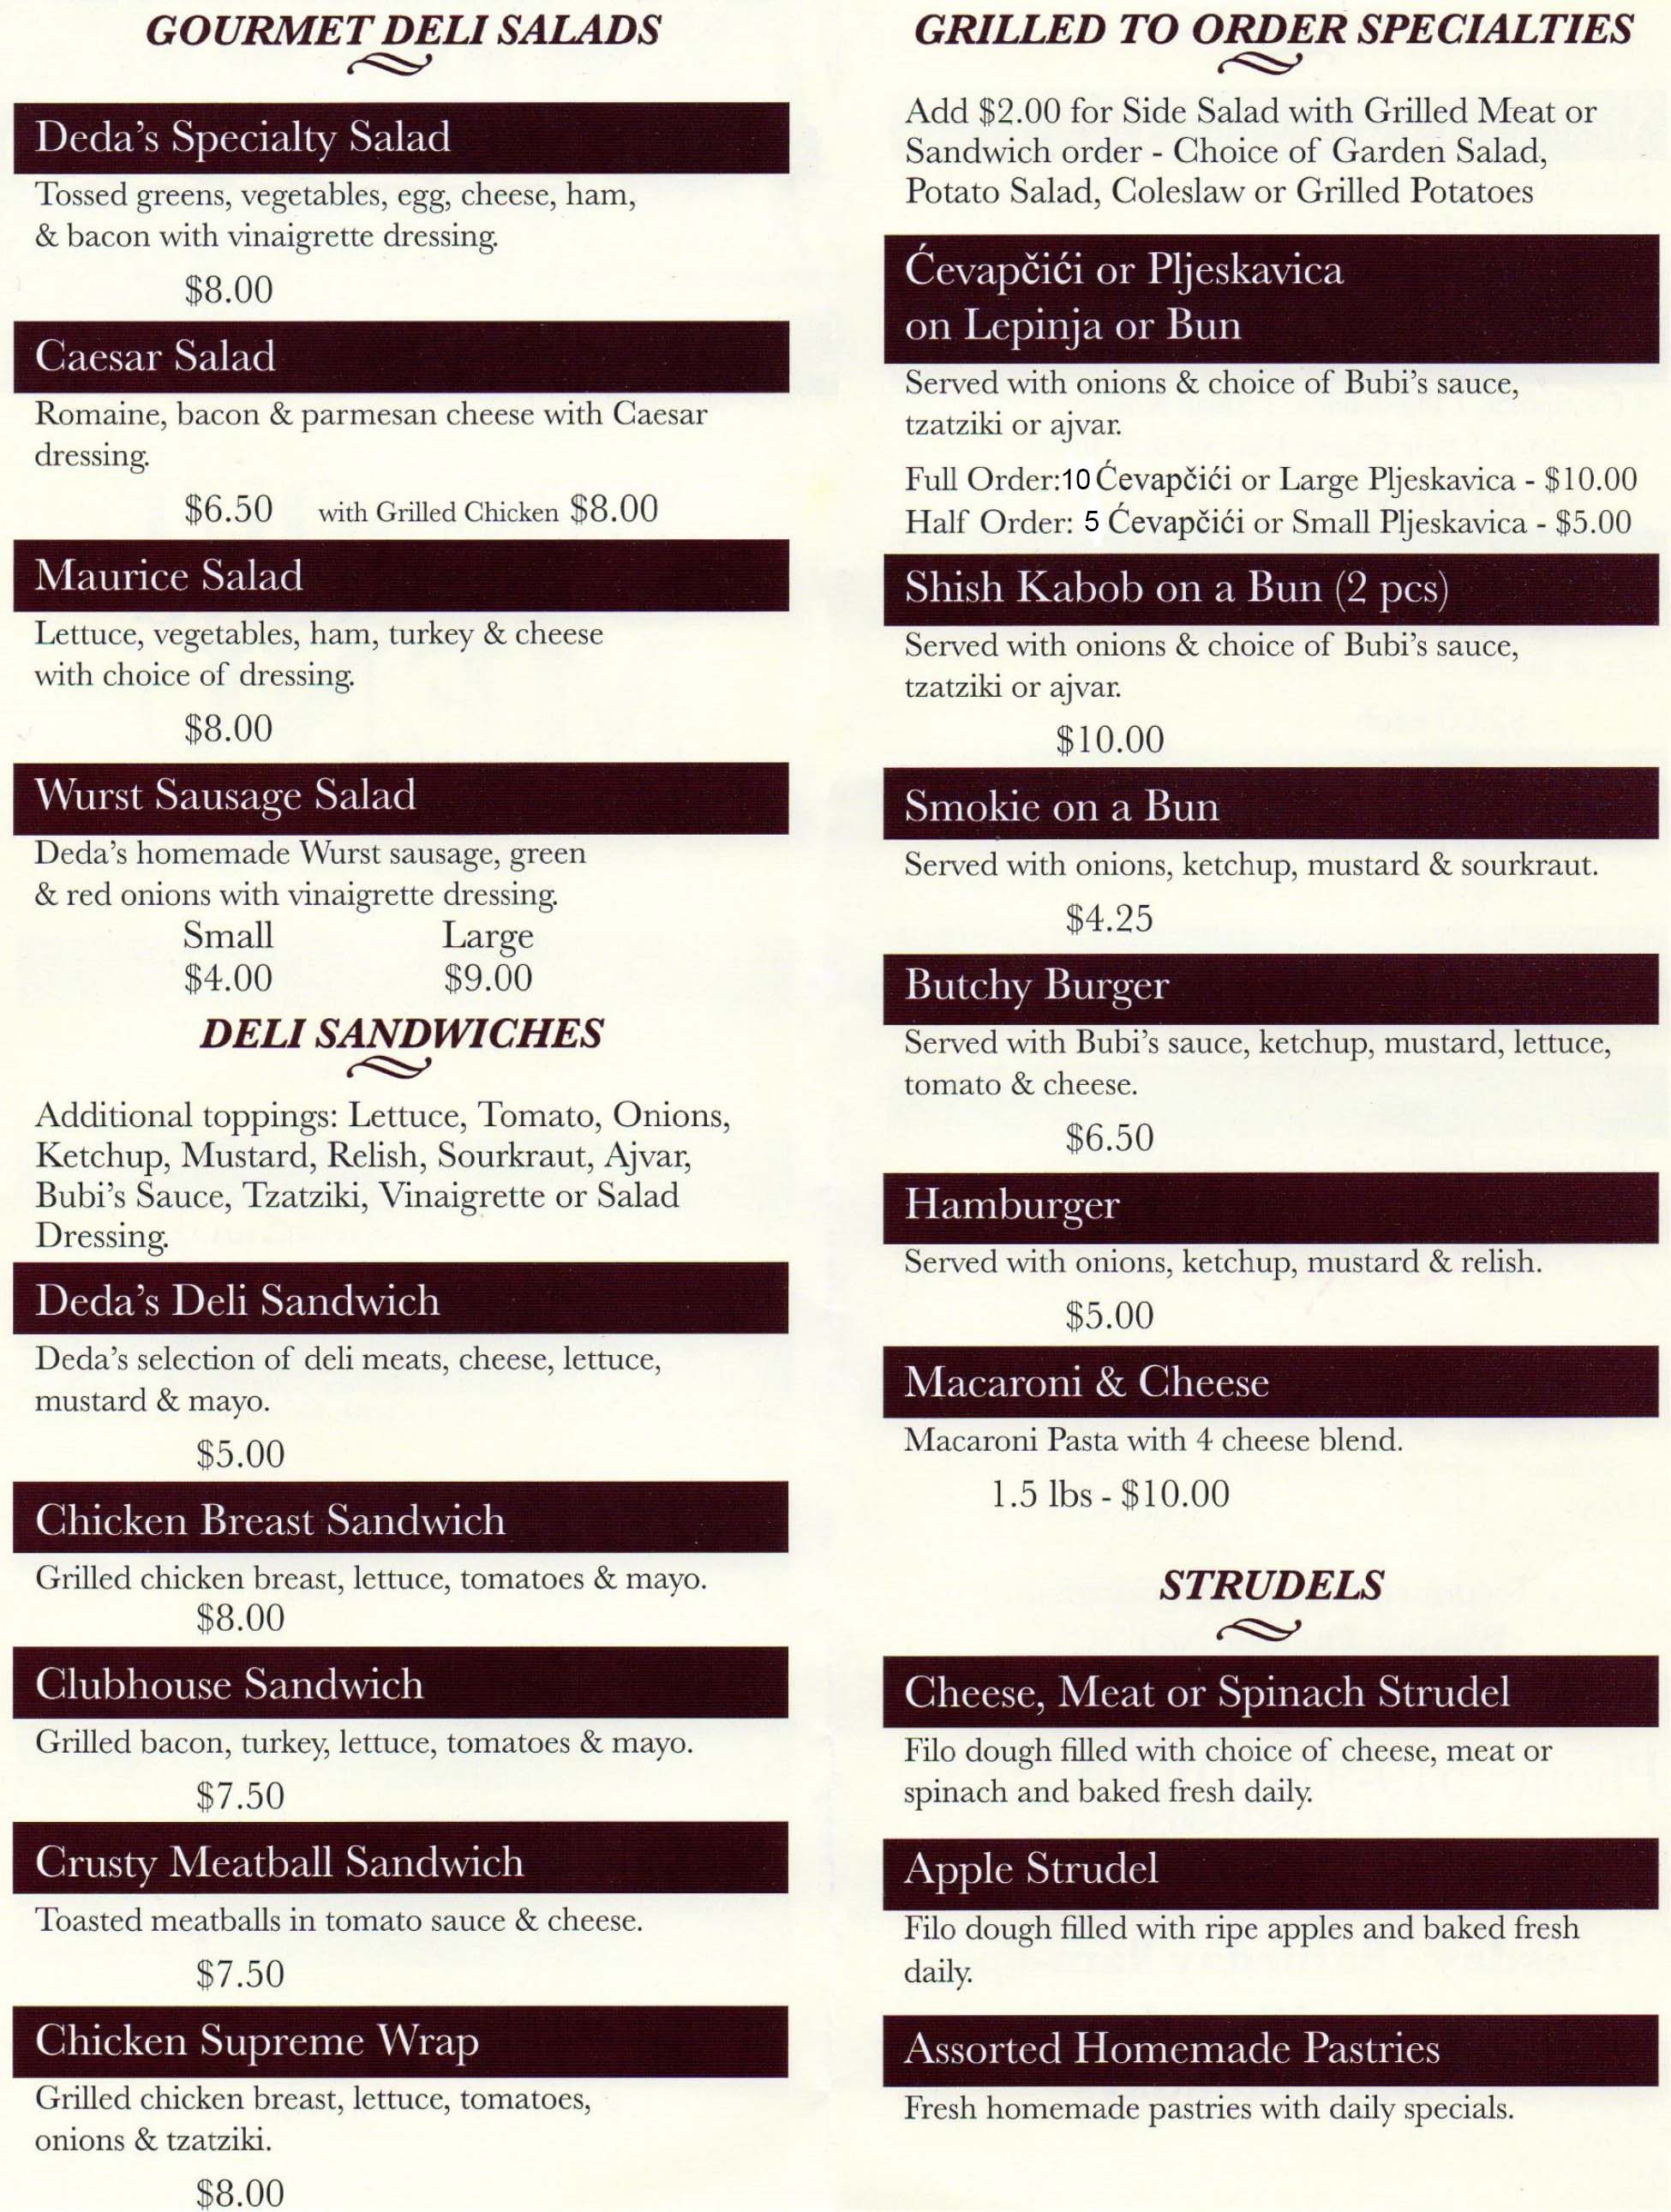 GOURMET DELI SALADS
Deda's Specialty Salad
Tossed greens, vegetables, egg, cheese, ham,
& bacon with vinaigrette dressing.
$8.00
Caesar Salad
Romaine, bacon & parmesan cheese with Caesar
dressing.
$6.50 with Grilled Chicken $8.00
Maurice Salad
Lettuce, vegetables, ham, turkey & cheese
with choice of dressing.
$8.00
Wurst Sausage Salad
Deda's homemade Wurst sausage, green
& red onions with vinaigrette dressing.
Small Large
$4.00 $9.00
DELI SANDWICHES
Additional toppings: Lettuce, Tomato, Onions,
Ketchup, Mustard, Relish, Sourkraut, Ajvar,
Bubi's Sauce, Tzatziki, Vinaigrette or Salad
Dressing.
Deda's Deli Sandwich
Deda's selection of deli meats, cheese, lettuce,
mustard & mayo.
$5.00
Chicken Breast Sandwich
Grilled chicken breast, lettuce, tomatoes & mayo.
$8.00
Clubhouse Sandwich
Grilled bacon, turkey, lettuce, tomatoes & mayo.
$7.50
Crusty Meatball Sandwich
Toasted meatballs in tomato sauce & cheese.
$7.50
Chicken Supreme Wrap
Grilled chicken breast, lettuce, tomatoes,
onions & tzatziki.
$8.00
GRILLED TO ORDER SPECIALTIES
Add $2.00 for Side Salad with Grilled Meat or
Sandwich order - Choice of Garden Salad,
Potato Salad, Coleslaw or Grilled Potatoes
Ćevapčići or Pljeskavica
on Lepinja or Bun
Served with onions & choice of Bubi's sauce,
tzatziki or ajvar.
Full Order:10 Ćevapčići or Large Pljeskavica - $10.00
Half Order: 5 Ćevapčići or Small Pljeskavica - $5.00
Shish Kabob on a Bun (2 pcs)
Served with onions & choice of Bubi's sauce,
tzatziki or ajvar.
$10.00
Smokie on a Bun
Served with onions, ketchup, mustard & sourkraut.
$4.25
Butchy Burger
Served with Bubi's sauce, ketchup, mustard, lettuce,
tomato & cheese.
$6.50
Hamburger
Served with onions, ketchup, mustard & relish.
$5.00
Macaroni & Cheese
Macaroni Pasta with 4 cheese blend.
1.5 lbs - $10.00
STRUDELS
Cheese, Meat or Spinach Strudel
Filo dough filled with choice of cheese, meat or
spinach and baked fresh daily.
Apple Strudel
Filo dough filled with ripe apples and baked fresh
daily.
Assorted Homemade Pastries
Fresh homemade pastries with daily specials.